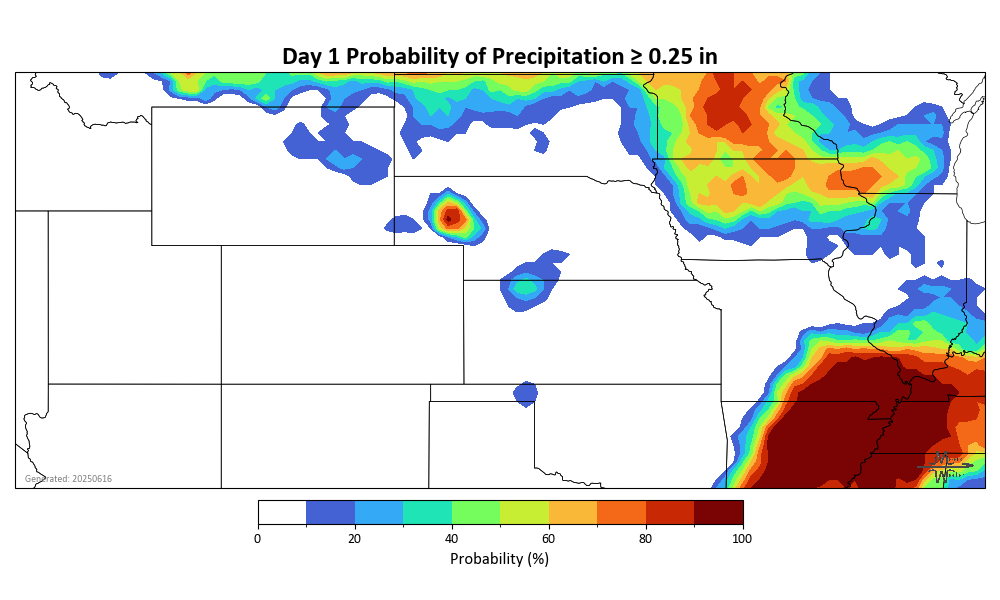 Day 1 Probability of Precipitation ≥ 0.25 in
Generated: 20250616
0 20 40 60 80 100
Probability (%)